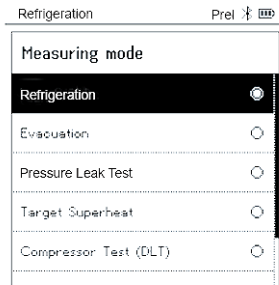 Refrigeration Prel
Measuring mode
Refrigeration
Evacuation
Pressure Leak Test
Target Superheat
Compressor Test (DLT)